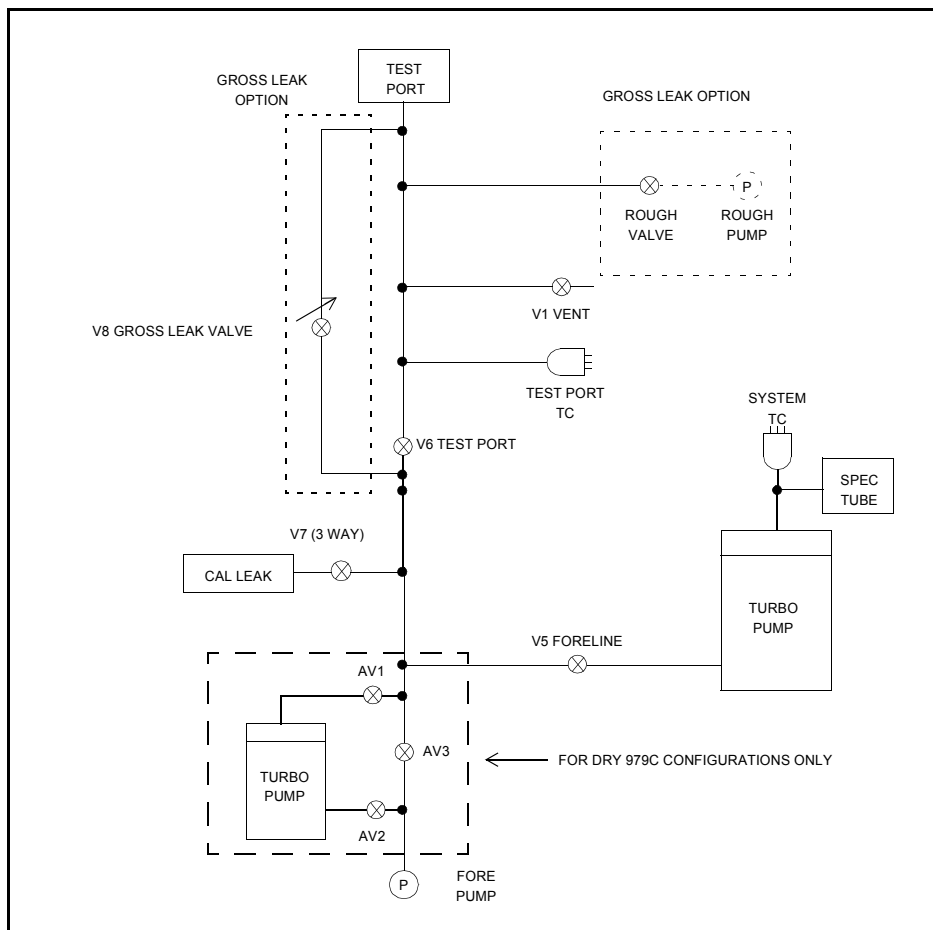 TEST
PORT
GROSS LEAK
OPTION
GROSS LEAK OPTION
P
ROUGH
VALVE
ROUGH
PUMP
V1 VENT
V8 GROSS LEAK VALVE
TEST PORT
TC
SYSTEM
TC
V6 TEST PORT
SPEC
TUBE
V7 (3 WAY)
CAL LEAK
TURBO
PUMP
V5 FORELINE
AV1
AV3
FOR DRY 979C CONFIGURATIONS ONLY
TURBO
PUMP
AV2
P
FORE
PUMP